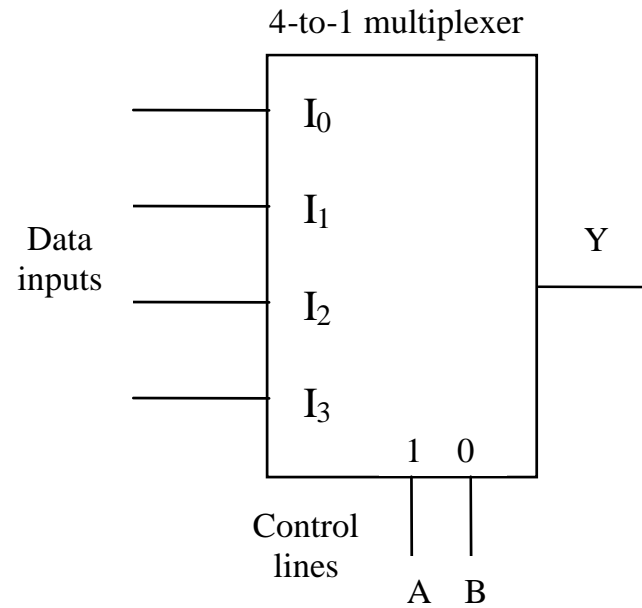 4-to-1 multiplexer
I₀
I₁
Data
inputs
Y
I₂
I₃
1 0
Control
lines
A B